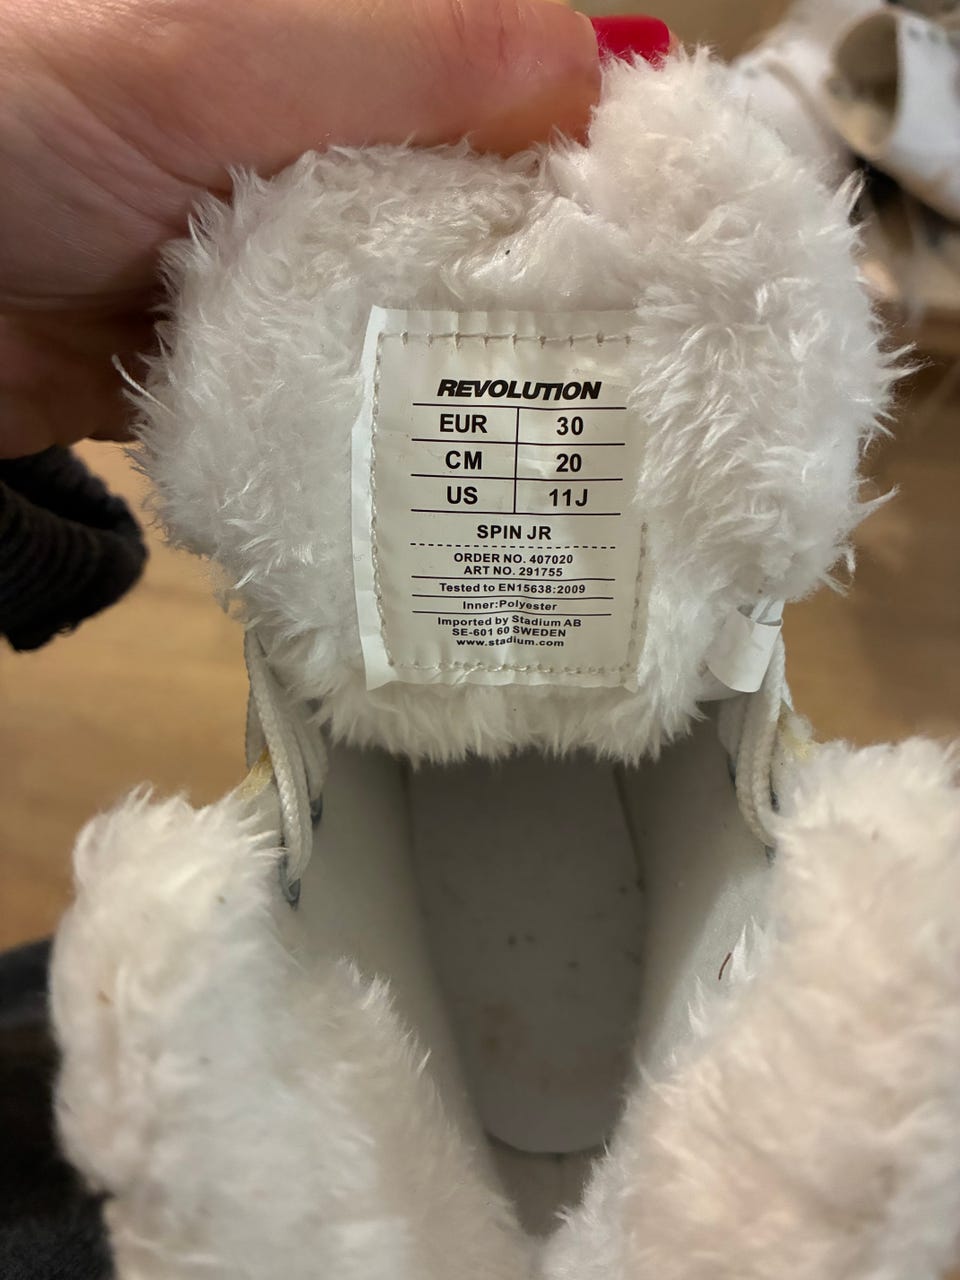 REVOLUTION
EUR 30
CM 20
US 11J
SPIN JR
ORDER NO. 407020
ART NO. 291755
Tested to EN15638:2009
Inner:Polyester
Imported by Stadium AB
SE-601 60 SWEDEN
www.stadium.com